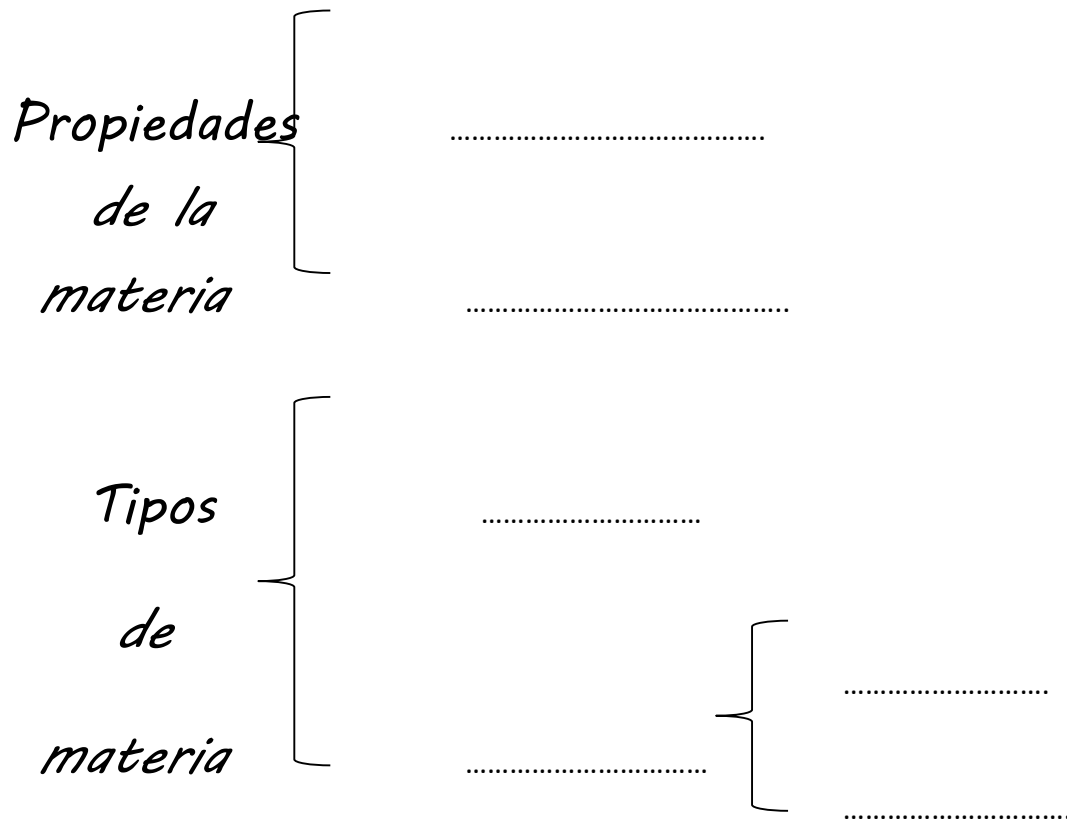 Propiedades
de la
materia
...........................................
............................................
Tipos
de
materia
..............................
.................................
............................
...............................